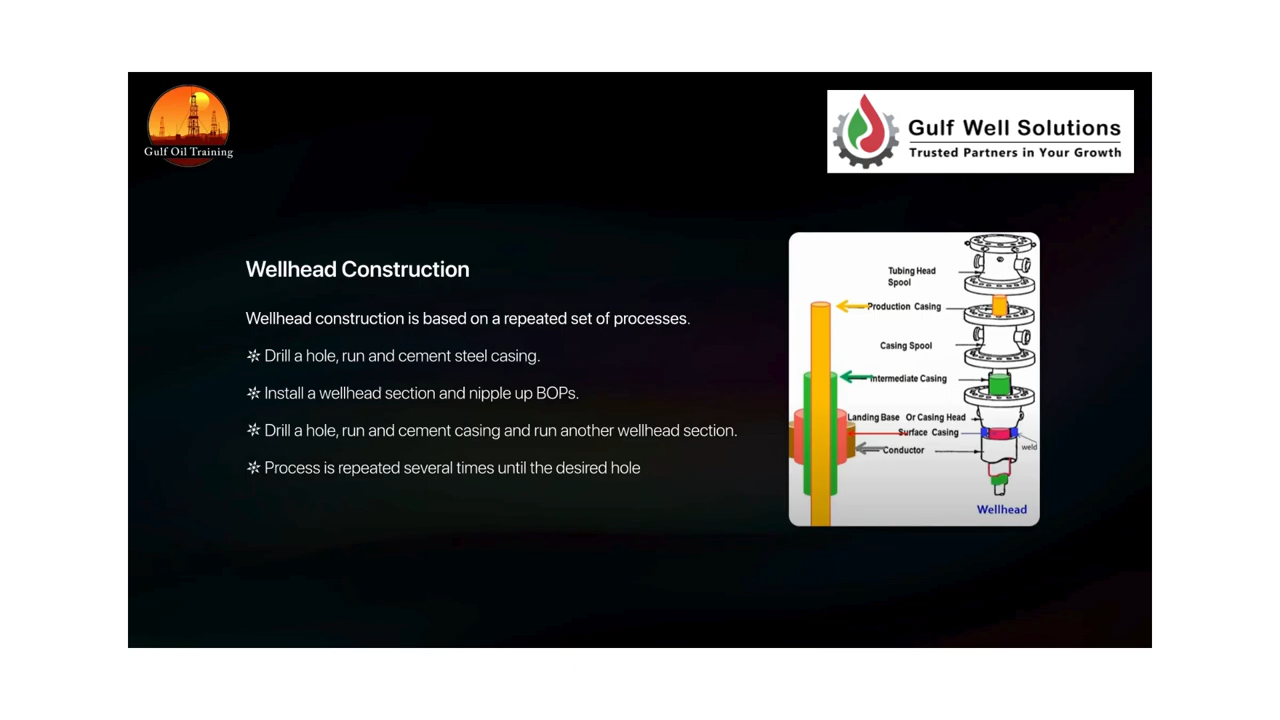 Gulf Oil Training
Gulf Well Solutions
Trusted Partners in Your Growth
Wellhead Construction
Wellhead construction is based on a repeated set of processes.
Drill a hole, run and cement steel casing.
Install a wellhead section and nipple up BOPs.
Drill a hole, run and cement casing and run another wellhead section.
Process is repeated several times until the desired hole
Tubing Head
Spool
Production Casing
Casing Spool
Intermediate Casing
Landing Base Or Casing Head
Surface Casing
weld
Conductor
Wellhead